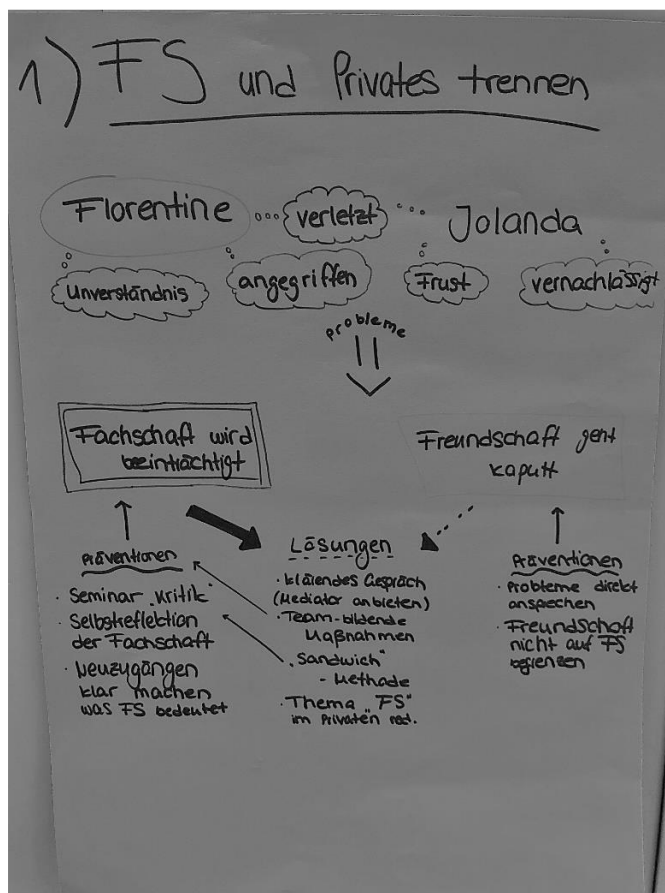 1) FS und Privates trennen
Florentine
verletzt
Jolanda
Unverständnis
angegriffen
Frust
vernachlässigt
Probleme
Fachschaft wird
beeinträchtigt
Freundschaft geht
kaputt
Präventionen
· Seminar „Kritik"
· Selbstreflektion
der Fachschaft
· Neuzugängen
klar machen
was FS bedeutet
Lösungen
· klärendes Gespräch
(Mediator anbieten)
· Team-bildende
Maßnahmen
· „Sandwich"
- Methode
· Thema „FS"
im Privaten red.
Präventionen
· Probleme direkt
anspechen
· Freundschaft
nicht auf FS
begrenzen